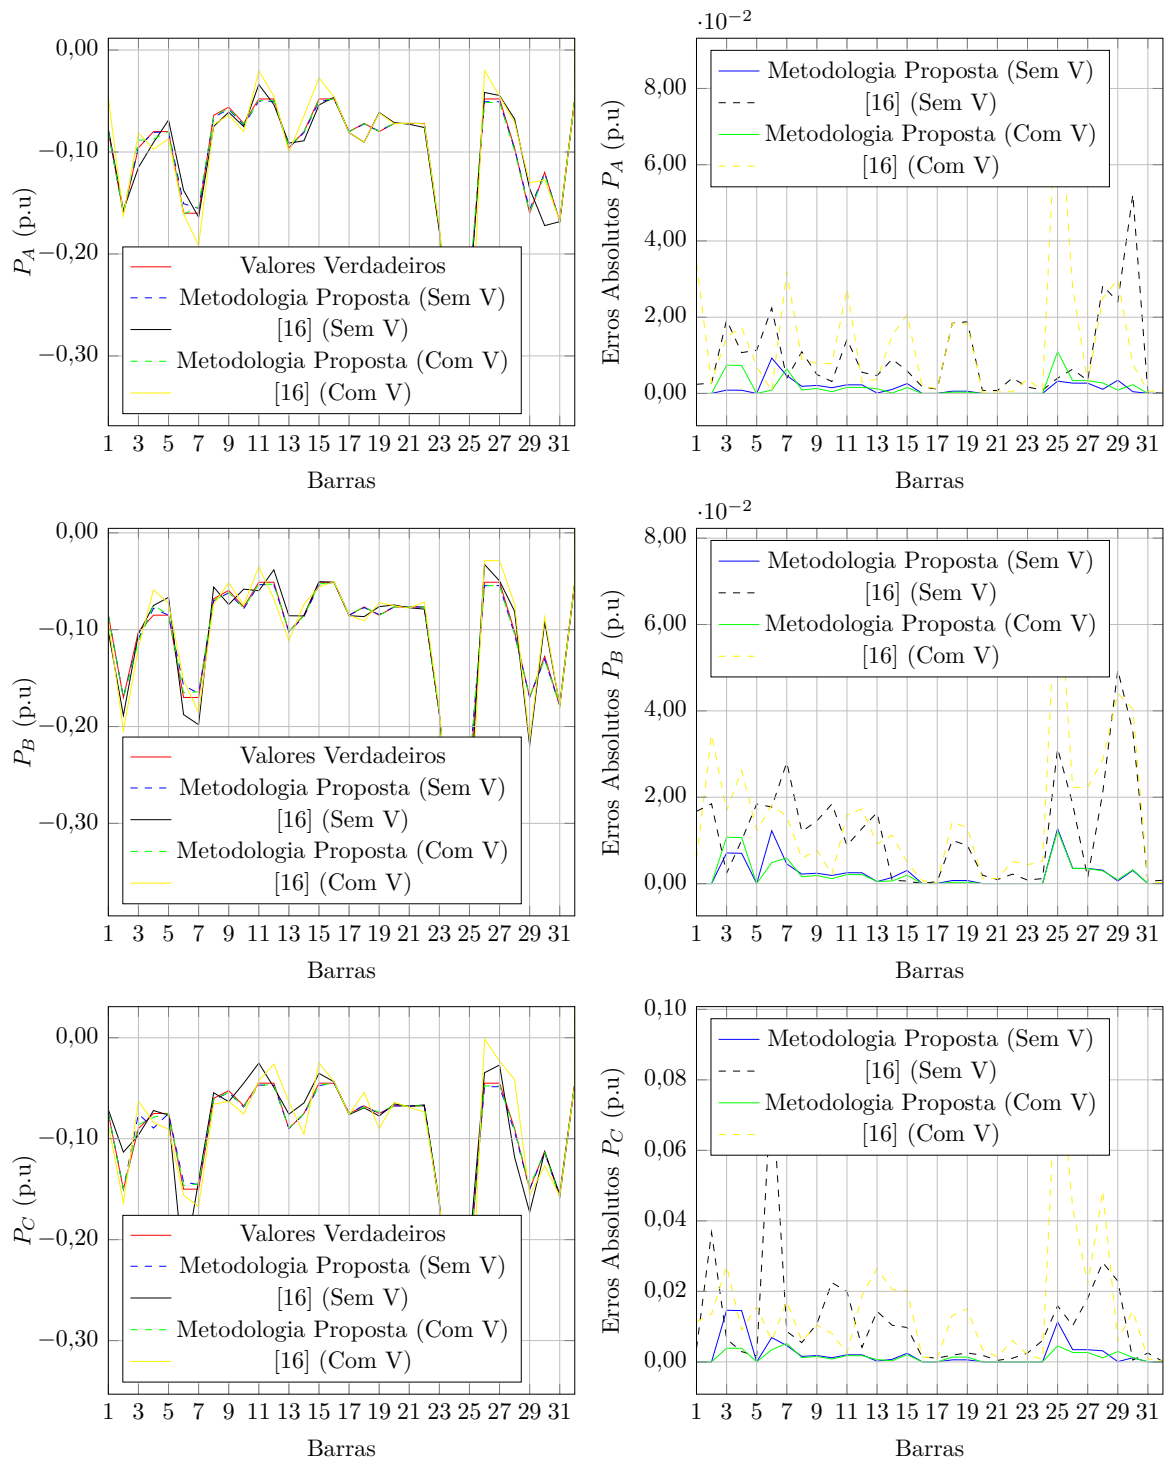 0,00
−0,10
−0,20
−0,30
P_A (p.u)
Valores Verdadeiros
Metodologia Proposta (Sem V)
[16] (Sem V)
Metodologia Proposta (Com V)
[16] (Com V)
1 3 5 7 9 11 13 15 17 19 21 23 25 27 29 31
Barras
·10−2
8,00
6,00
4,00
2,00
0,00
Erros Absolutos P_A (p.u)
Metodologia Proposta (Sem V)
[16] (Sem V)
Metodologia Proposta (Com V)
[16] (Com V)
1 3 5 7 9 11 13 15 17 19 21 23 25 27 29 31
Barras
0,00
−0,10
−0,20
−0,30
P_B (p.u)
Valores Verdadeiros
Metodologia Proposta (Sem V)
[16] (Sem V)
Metodologia Proposta (Com V)
[16] (Com V)
1 3 5 7 9 11 13 15 17 19 21 23 25 27 29 31
Barras
·10−2
8,00
6,00
4,00
2,00
0,00
Erros Absolutos P_B (p.u)
Metodologia Proposta (Sem V)
[16] (Sem V)
Metodologia Proposta (Com V)
[16] (Com V)
1 3 5 7 9 11 13 15 17 19 21 23 25 27 29 31
Barras
0,00
−0,10
−0,20
−0,30
P_C (p.u)
Valores Verdadeiros
Metodologia Proposta (Sem V)
[16] (Sem V)
Metodologia Proposta (Com V)
[16] (Com V)
1 3 5 7 9 11 13 15 17 19 21 23 25 27 29 31
Barras
0,10
0,08
0,06
0,04
0,02
0,00
Erros Absolutos P_C (p.u)
Metodologia Proposta (Sem V)
[16] (Sem V)
Metodologia Proposta (Com V)
[16] (Com V)
1 3 5 7 9 11 13 15 17 19 21 23 25 27 29 31
Barras